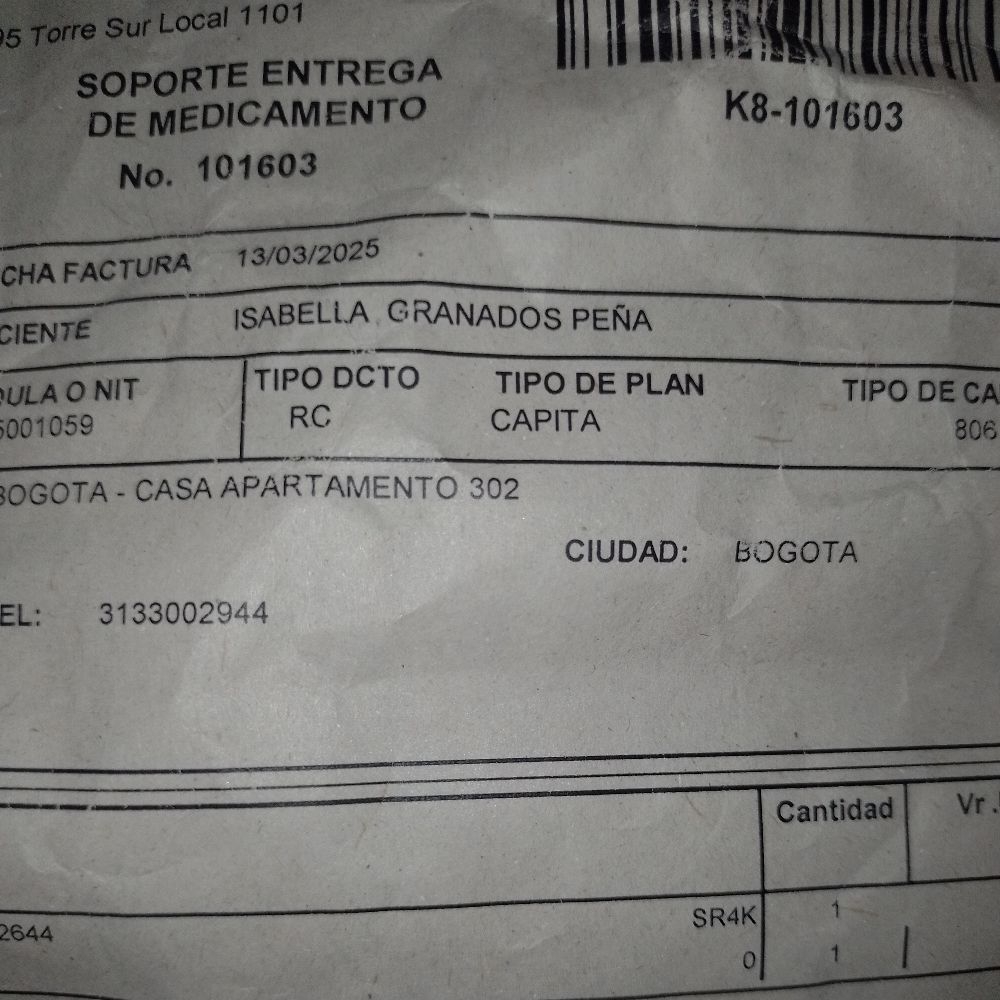 95 Torre Sur Local 1101
SOPORTE ENTREGA
DE MEDICAMENTO
No. 101603
K8-101603
CHA FACTURA 13/03/2025
CIENTE ISABELLA GRANADOS PEÑA
ULA O NIT TIPO DCTO TIPO DE PLAN TIPO DE CA
5001059 RC CAPITA 806
BOGOTA - CASA APARTAMENTO 302
CIUDAD: BOGOTA
EL: 3133002944
Cantidad Vr.
2644 SR4K 1
0 1